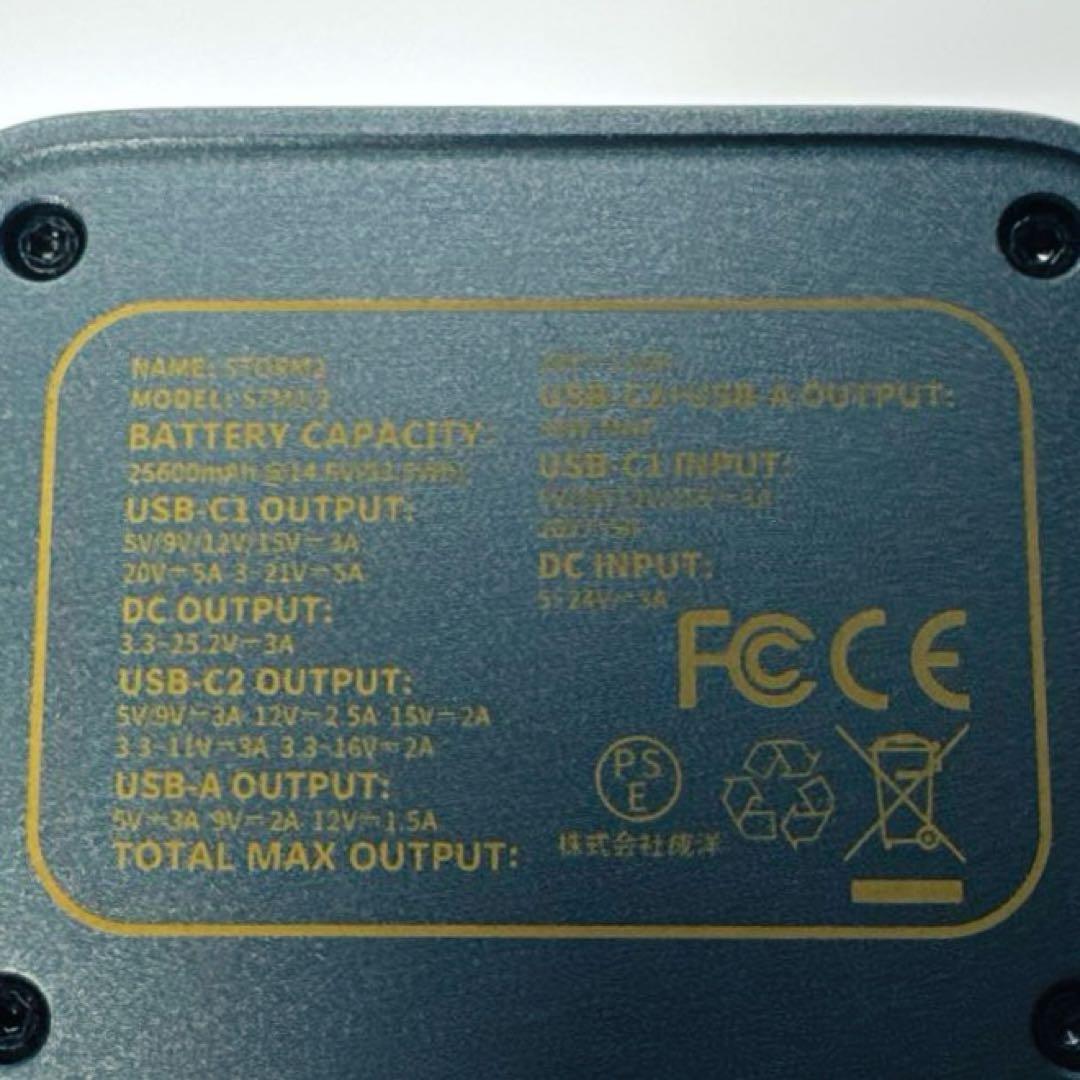 NAME: STORM2
MODEL:
BATTERY CAPACITY:
25600mAh
USB-C1 OUTPUT:
5V/9V/12V/15V⎓3A
20V⎓5A 3-21V⎓5A
DC OUTPUT:
3.3-25.2V⎓3A
USB-C2 OUTPUT:
5V/9V⎓3A 12V⎓2.5A 15V⎓2A
3.3-11V⎓3A 3.3-16V⎓2A
USB-A OUTPUT:
5V⎓3A 9V⎓2A 12V⎓1.5A
TOTAL MAX OUTPUT:
USB-C2+USB-A OUTPUT:
USB-C1 INPUT:
DC INPUT:
5-24V⎓3A
FC CE
PS
E
株式会社成洋